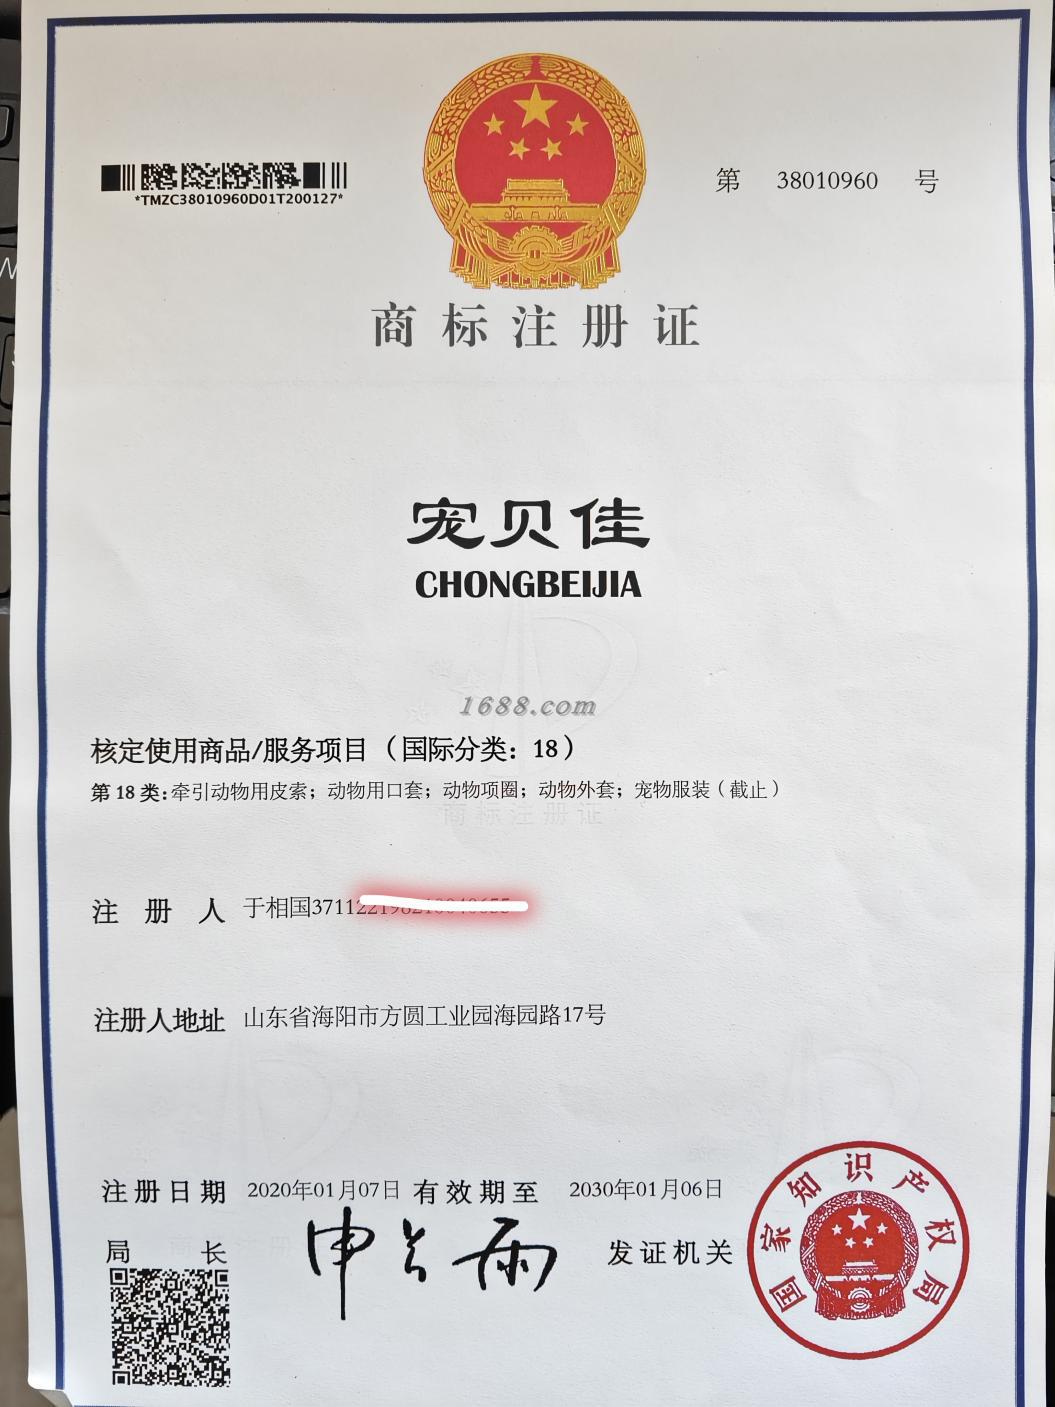 *TMZC38010960D01T200127*
第 38010960 号
商标注册证
宠贝佳
CHONGBEIJIA
1688.com
核定使用商品/服务项目（国际分类：18）
第 18 类：牵引动物用皮索；动物用口套；动物项圈；动物外套；宠物服装（截止）
商标注册证
注册人 于相国37112
注册人地址 山东省海阳市方圆工业园海园路17号
注册日期 2020年01月07日 有效期至 2030年01月06日
局长 申长雨 发证机关
国家知识产权局